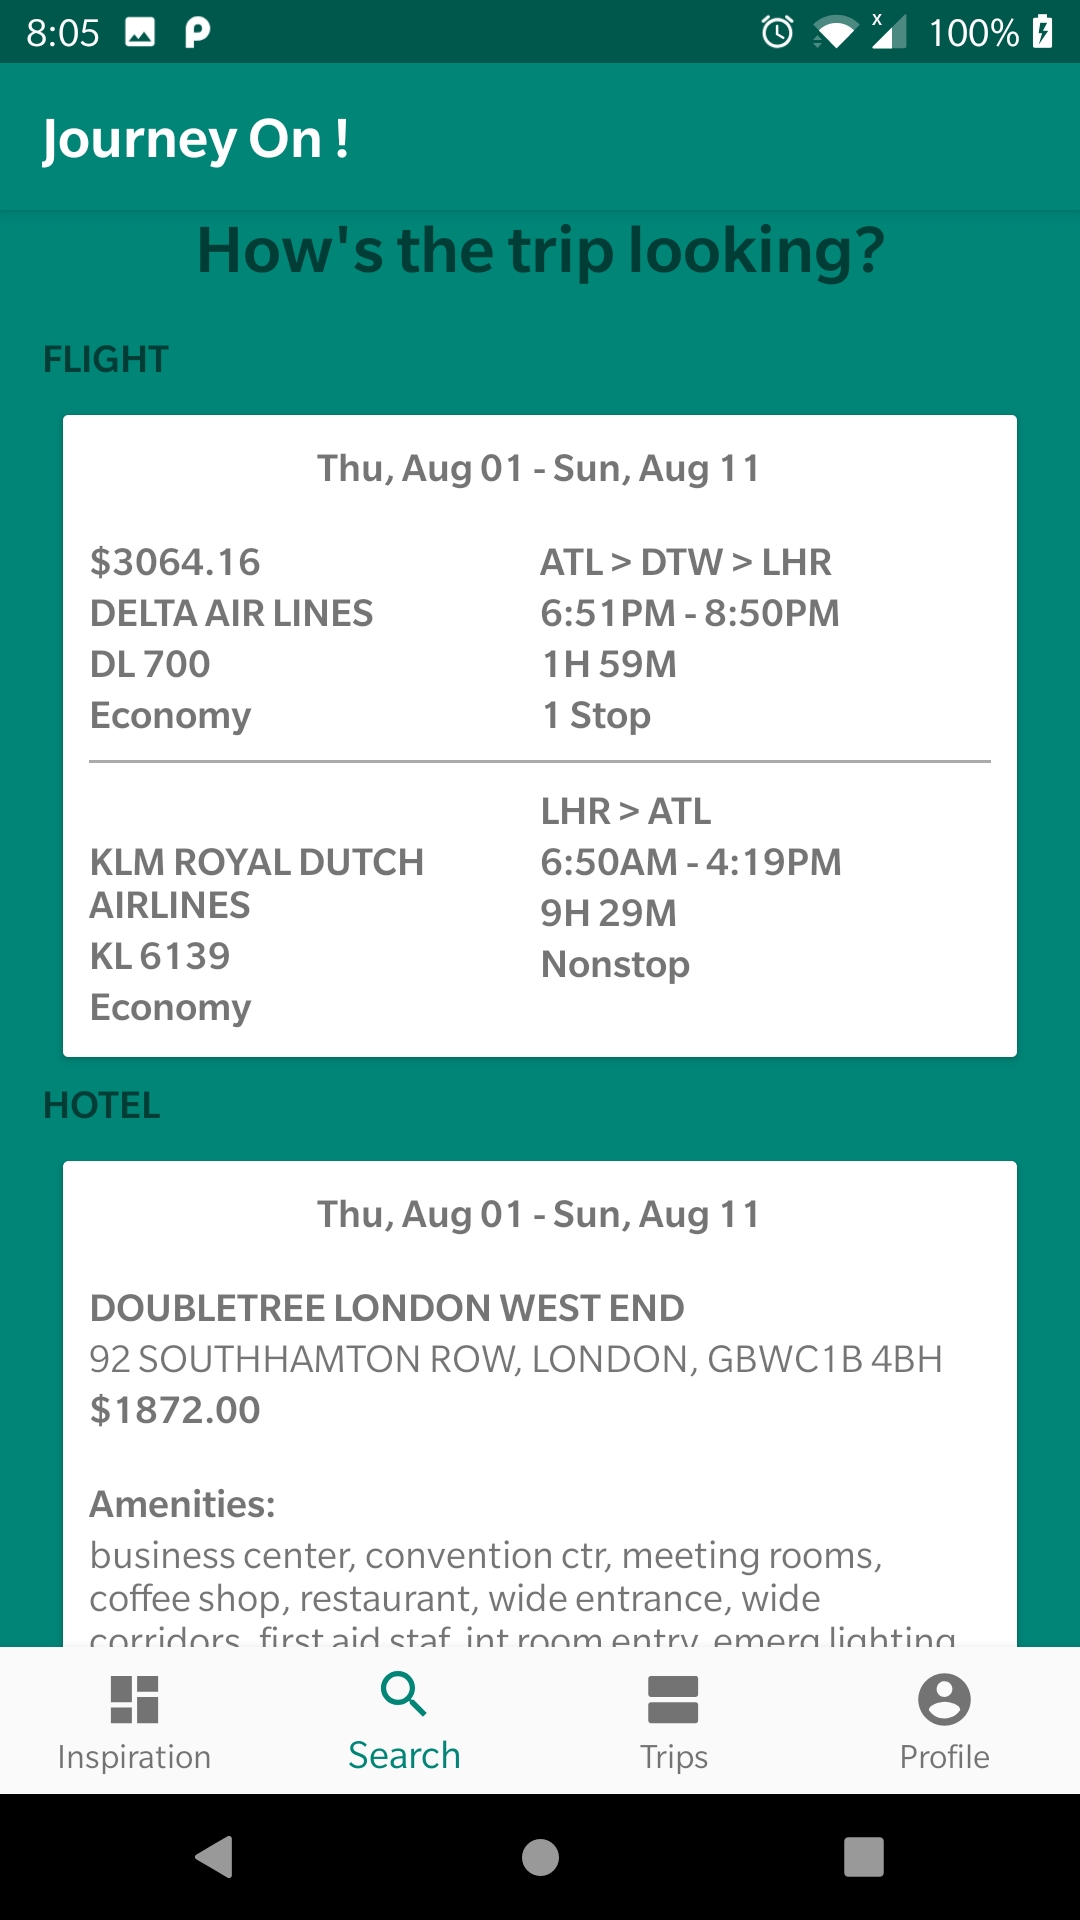 8:05
X
100%
Journey On !
How's the trip looking?
FLIGHT
Thu, Aug 01 - Sun, Aug 11
$3064.16
DELTA AIR LINES
DL 700
Economy
ATL > DTW > LHR
6:51PM - 8:50PM
1H 59M
1 Stop
KLM ROYAL DUTCH
AIRLINES
KL 6139
Economy
LHR > ATL
6:50AM - 4:19PM
9H 29M
Nonstop
HOTEL
Thu, Aug 01 - Sun, Aug 11
DOUBLETREE LONDON WEST END
92 SOUTHHAMTON ROW, LONDON, GBWC1B 4BH
$1872.00
Amenities:
business center, convention ctr, meeting rooms,
coffee shop, restaurant, wide entrance, wide
corridors, first aid staf, int room entry, emerg lighting
Inspiration
Search
Trips
Profile